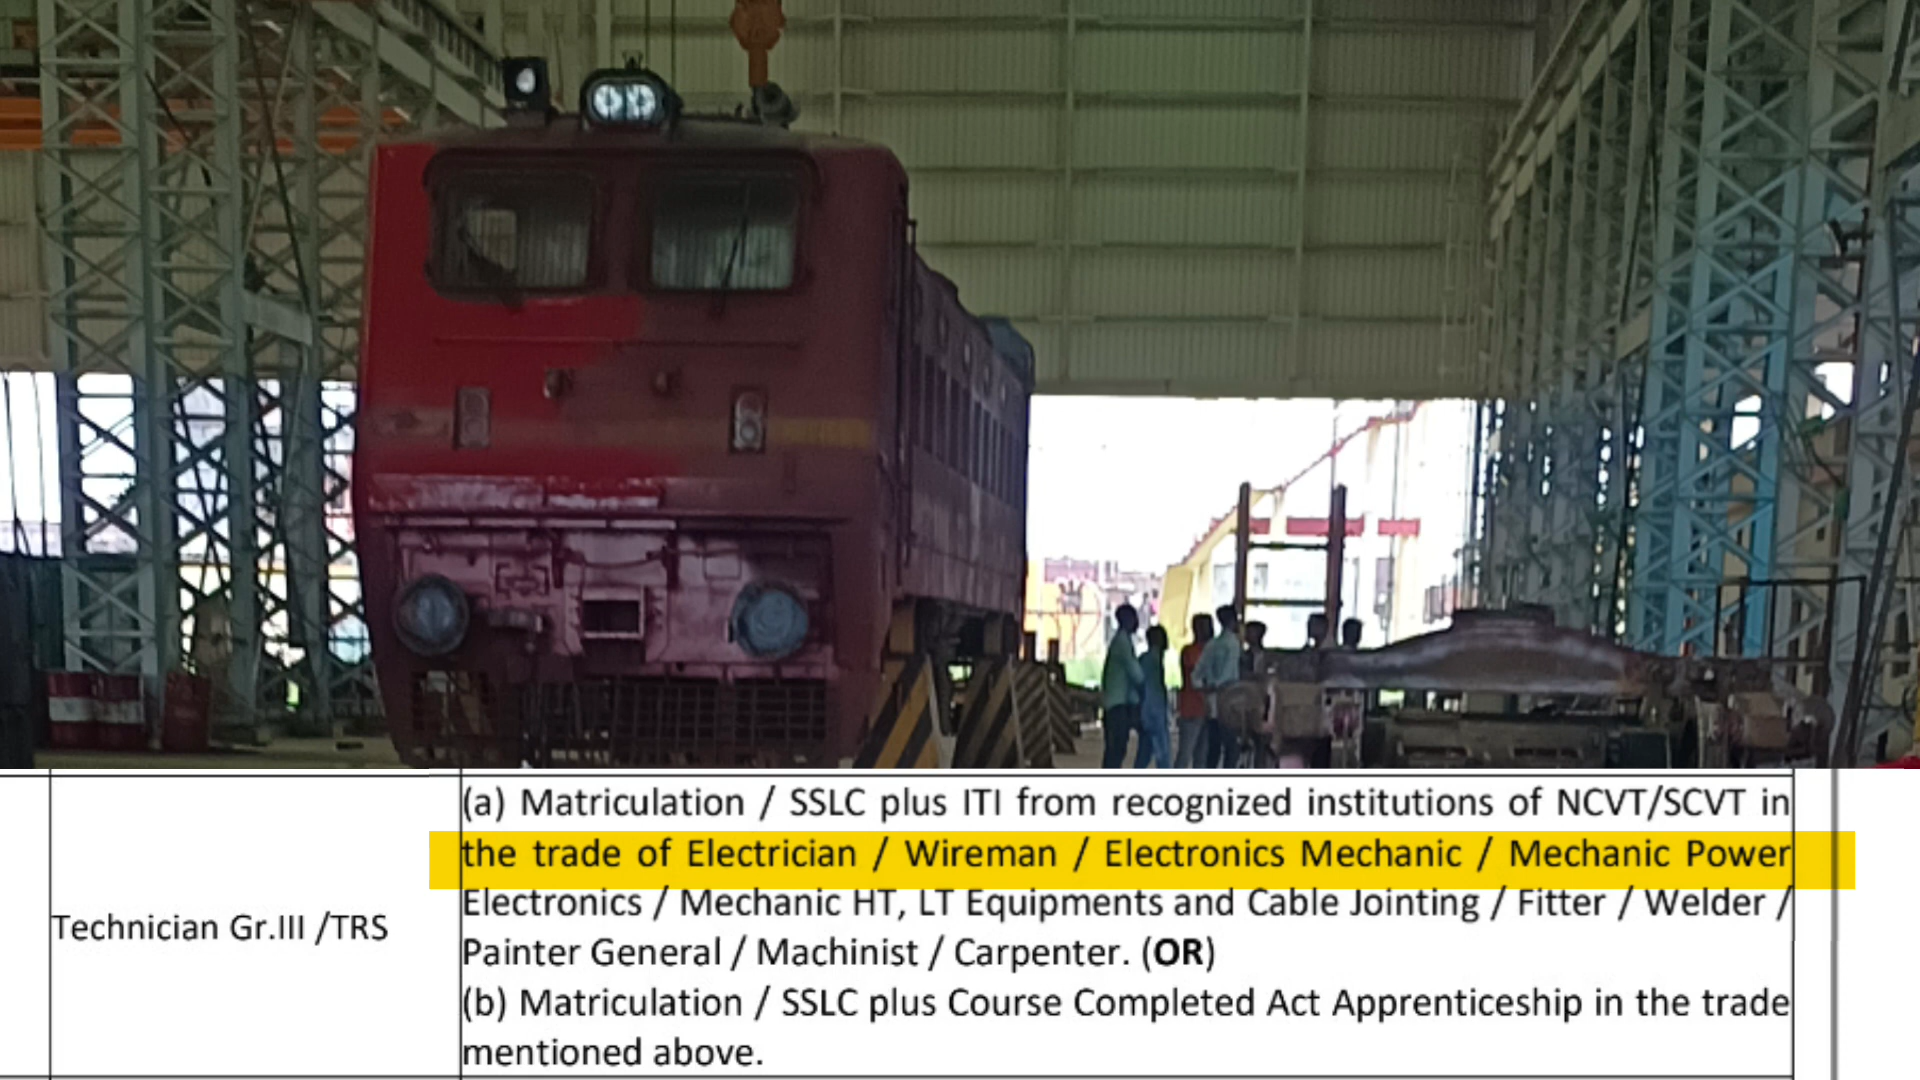 (a) Matriculation / SSLC plus ITI from recognized institutions of NCVT/SCVT in
the trade of Electrician / Wireman / Electronics Mechanic / Mechanic Power
Electronics / Mechanic HT, LT Equipments and Cable Jointing / Fitter / Welder /
Technician Gr.III /TRS
Painter General / Machinist / Carpenter. (OR)
(b) Matriculation / SSLC plus Course Completed Act Apprenticeship in the trade
mentioned above.